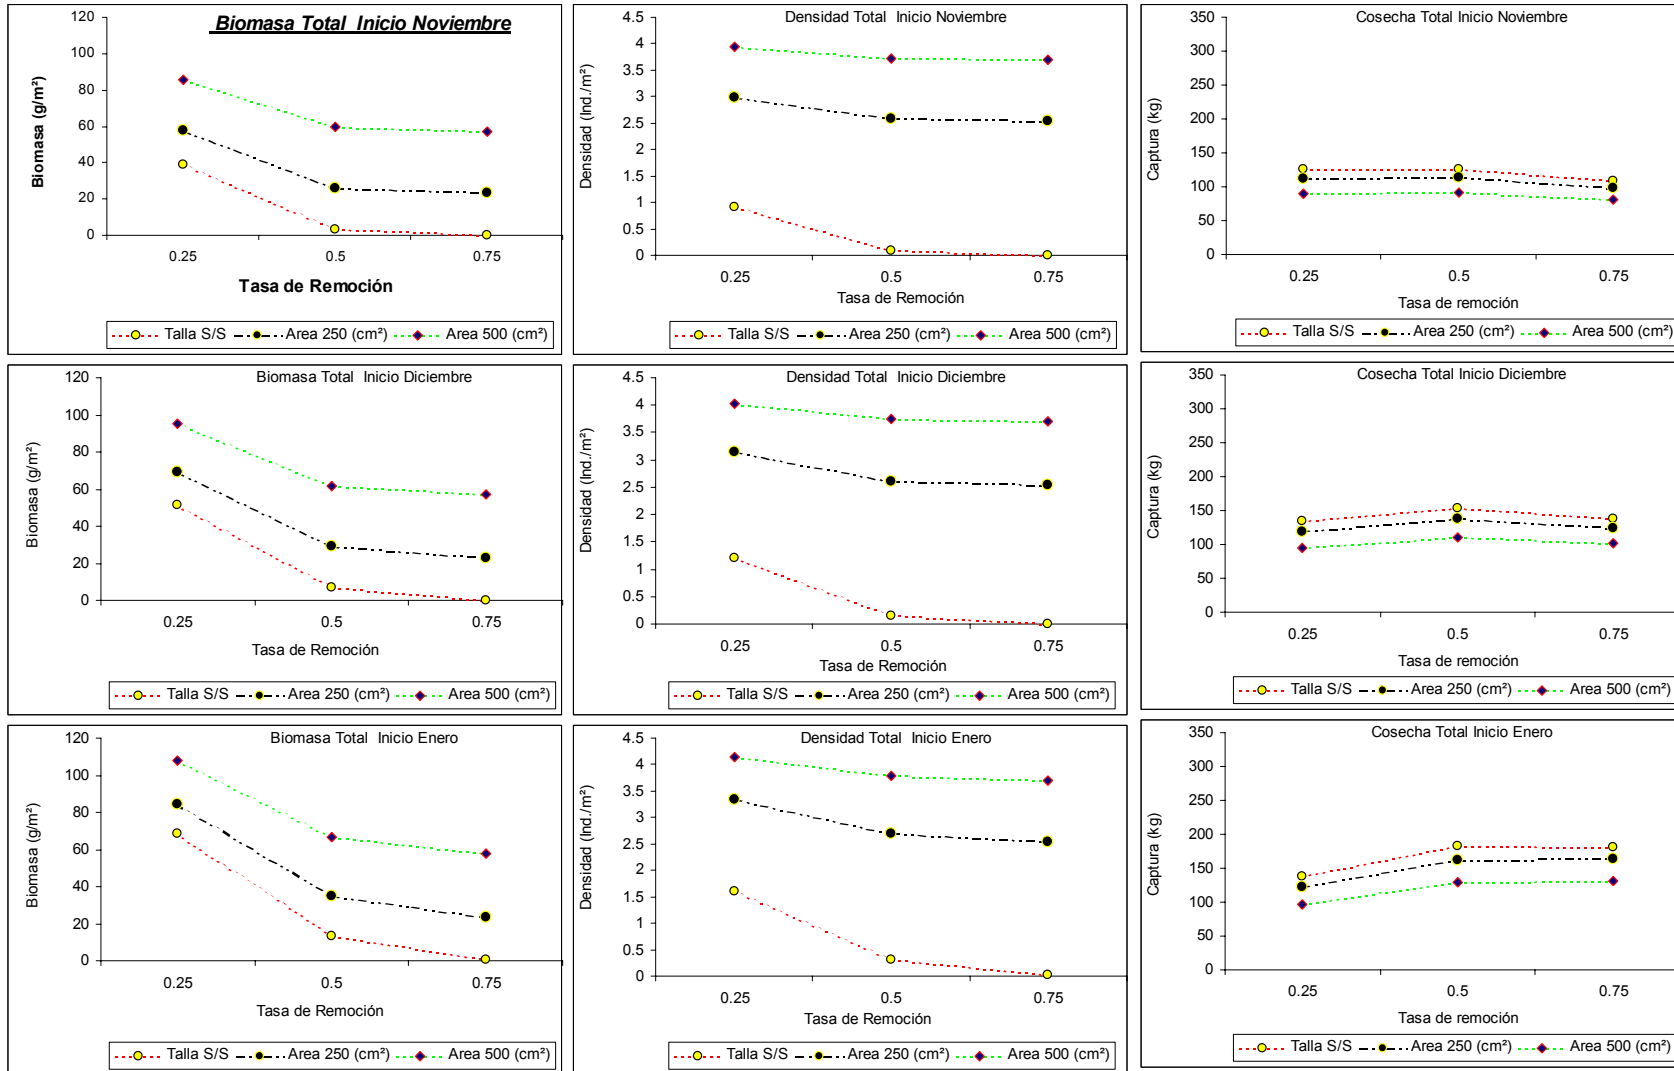 Biomasa Total Inicio Noviembre
120
100
80
60
40
20
0
Biomasa (g/m²)
0.25 0.5 0.75
Tasa de Remoción
Talla S/S Area 250 (cm²) Area 500 (cm²)
Densidad Total Inicio Noviembre
4.5
4
3.5
3
2.5
2
1.5
1
0.5
0
Densidad (Ind./m²)
0.25 0.5 0.75
Tasa de Remoción
Talla S/S Area 250 (cm²) Area 500 (cm²)
Cosecha Total Inicio Noviembre
350
300
250
200
150
100
50
0
Captura (kg)
0.25 0.5 0.75
Tasa de remoción
Talla S/S Area 250 (cm²) Area 500 (cm²)
Biomasa Total Inicio Diciembre
120
100
80
60
40
20
0
Biomasa (g/m²)
0.25 0.5 0.75
Tasa de Remoción
Talla S/S Area 250 (cm²) Area 500 (cm²)
Densidad Total Inicio Diciembre
4.5
4
3.5
3
2.5
2
1.5
1
0.5
0
Densidad (Ind./m²)
0.25 0.5 0.75
Tasa de Remoción
Talla S/S Area 250 (cm²) Area 500 (cm²)
Cosecha Total Inicio Diciembre
350
300
250
200
150
100
50
0
Captura (kg)
0.25 0.5 0.75
Tasa de remoción
Talla S/S Area 250 (cm²) Area 500 (cm²)
Biomasa Total Inicio Enero
120
100
80
60
40
20
0
Biomasa (g/m²)
0.25 0.5 0.75
Tasa de Remoción
Talla S/S Area 250 (cm²) Area 500 (cm²)
Densidad Total Inicio Enero
4.5
4
3.5
3
2.5
2
1.5
1
0.5
0
Densidad (Ind./m²)
0.25 0.5 0.75
Tasa de Remoción
Talla S/S Area 250 (cm²) Area 500 (cm²)
Cosecha Total Inicio Enero
350
300
250
200
150
100
50
0
Captura (kg)
0.25 0.5 0.75
Tasa de remoción
Talla S/S Area 250 (cm²) Area 500 (cm²)